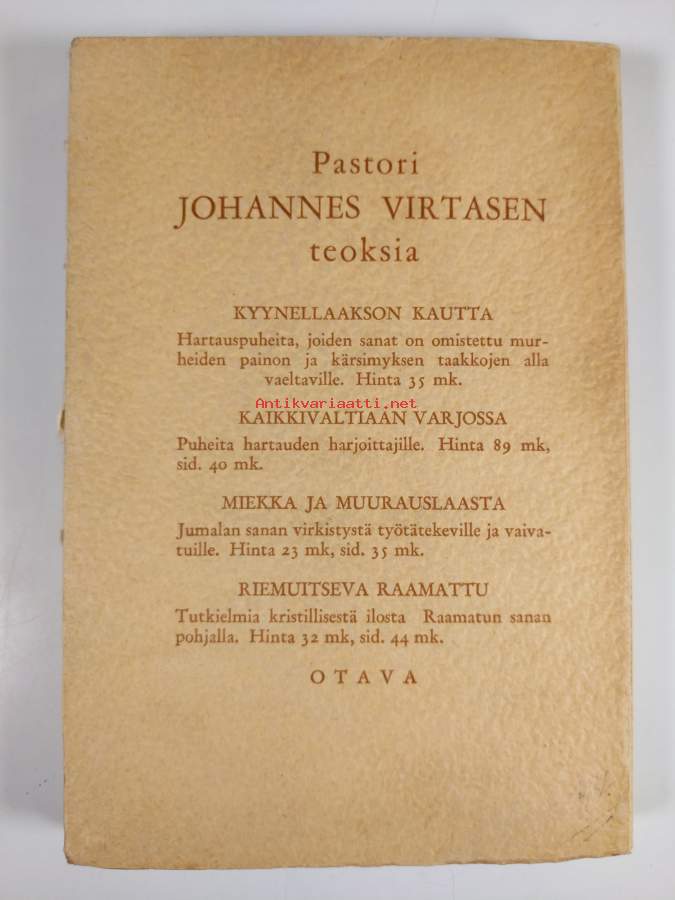 Pastori
JOHANNES VIRTASEN
teoksia
KYYNELLAAKSON KAUTTA
Hartauspuheita, joiden sanat on omistettu mur-
heiden painon ja kärsimyksen taakkojen alla
vaeltaville. Hinta 35 mk.
Antikvariaatti.net
KAIKKIVALTIAAN VARJOSSA
Puheita hartauden harjoittajille. Hinta 89 mk,
sid. 40 mk.
MIEKKA JA MUURAUSLAASTA
Jumalan sanan virkistystä työtätekeville ja vaiva-
tuille. Hinta 23 mk, sid. 35 mk.
RIEMUITSEVA RAAMATTU
Tutkielmia kristillisestä ilosta Raamatun sanan
pohjalla. Hinta 32 mk, sid. 44 mk.
OTAVA